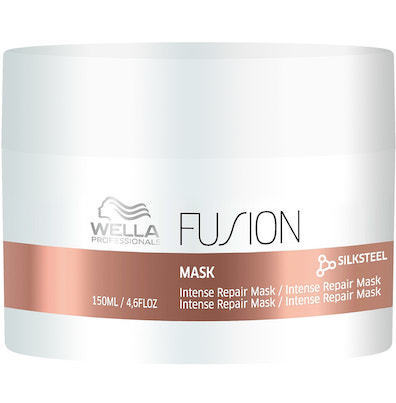 WELLA
PROFESSIONALS
FUSION
SILKSTEEL
MASK
150ML / 4,6FLOZ
Intense Repair Mask / Intense Repair Mask
Intense Repair Mask / Intense Repair Mask